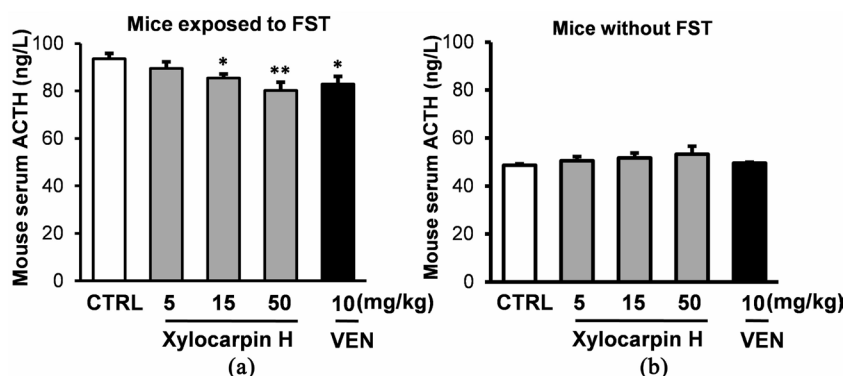 Mice exposed to FST
Mouse serum ACTH (ng/L)
100
80
60
40
20
0
*
**
*
CTRL 5 15 50 10(mg/kg)
Xylocarpin H VEN
(a)
Mice without FST
Mouse serum ACTH (ng/L)
100
80
60
40
20
0
CTRL 5 15 50 10(mg/kg)
Xylocarpin H VEN
(b)